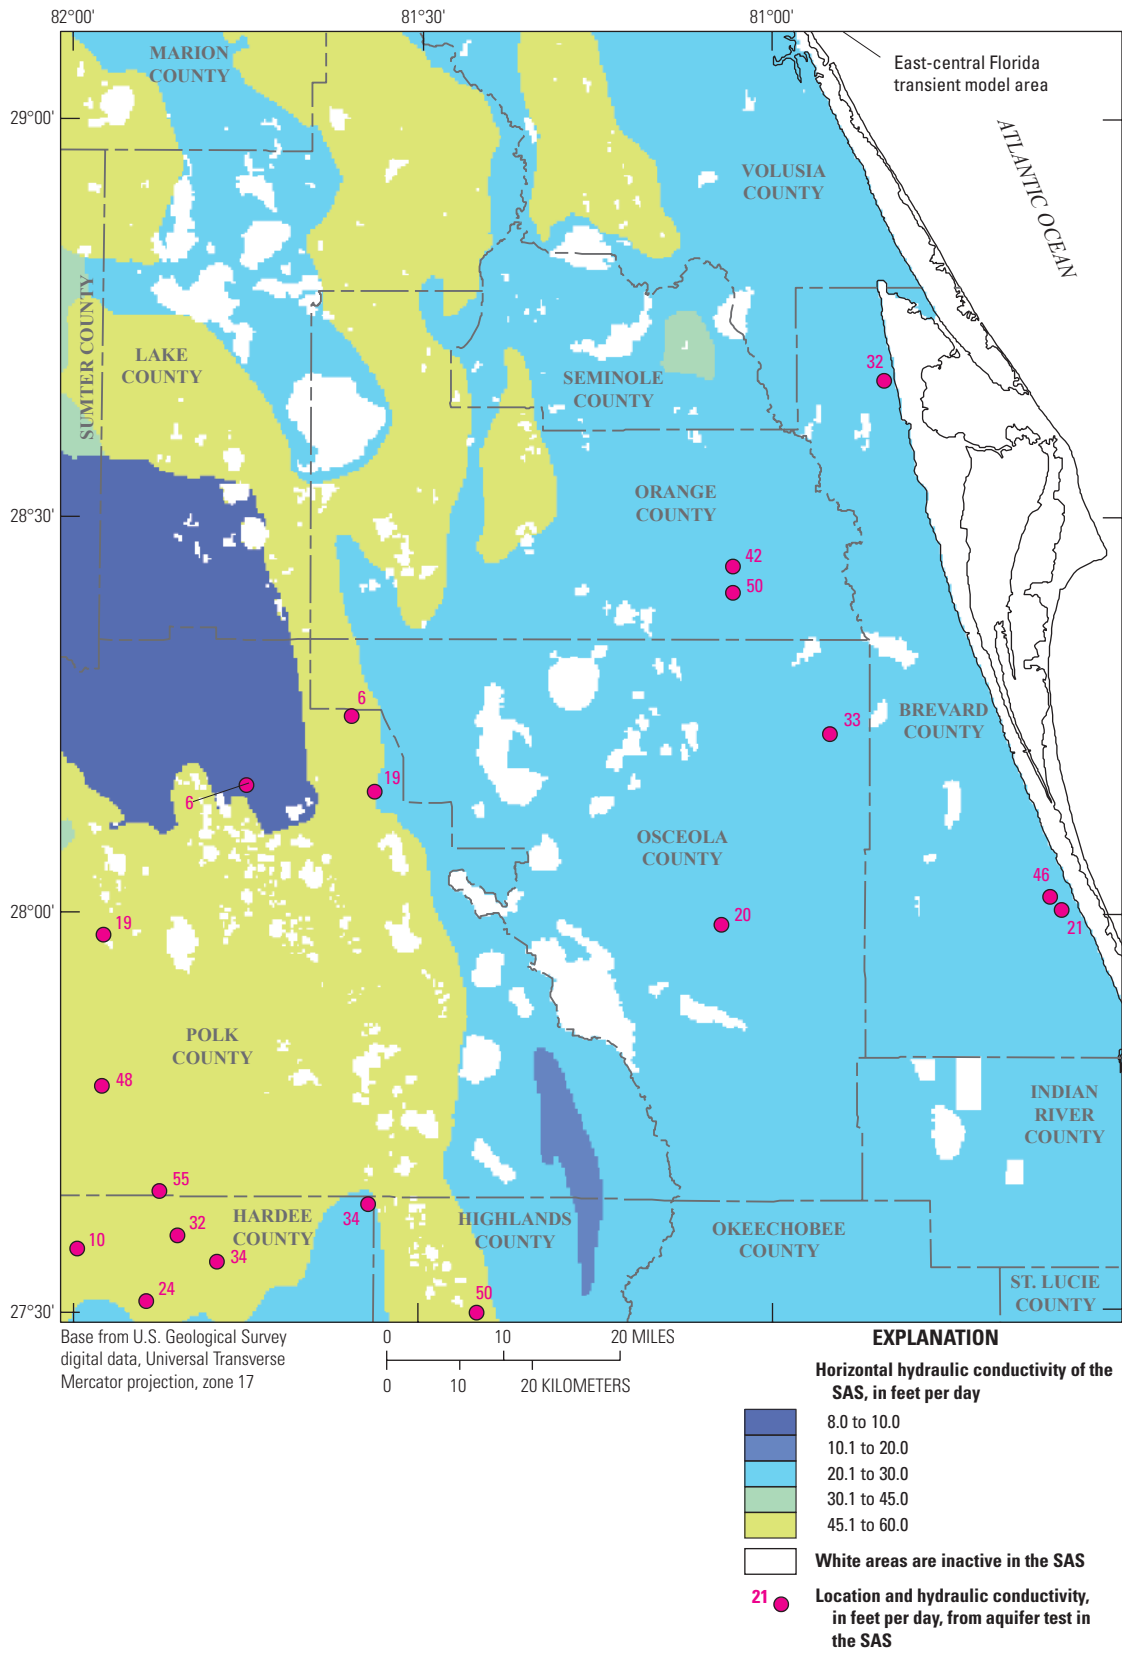 82°00'
81°30'
81°00'
MARION
COUNTY
East-central Florida
transient model area
29°00'
ATLANTIC OCEAN
VOLUSIA
COUNTY
SUMTER COUNTY
LAKE
COUNTY
32
SEMINOLE
COUNTY
ORANGE
COUNTY
28°30'
42
50
6
BREVARD
COUNTY
33
19
6
OSCEOLA
COUNTY
46
19
28°00'
20
21
POLK
COUNTY
48
INDIAN
RIVER
COUNTY
55
HARDEE
COUNTY
34
HIGHLANDS
COUNTY
OKEECHOBEE
COUNTY
32
10
34
ST. LUCIE
COUNTY
24
50
27°30'
Base from U.S. Geological Survey
digital data, Universal Transverse
Mercator projection, zone 17
0 10 20 MILES
0 10 20 KILOMETERS
EXPLANATION
Horizontal hydraulic conductivity of the
SAS, in feet per day
8.0 to 10.0
10.1 to 20.0
20.1 to 30.0
30.1 to 45.0
45.1 to 60.0
White areas are inactive in the SAS
21
Location and hydraulic conductivity,
in feet per day, from aquifer test in
the SAS